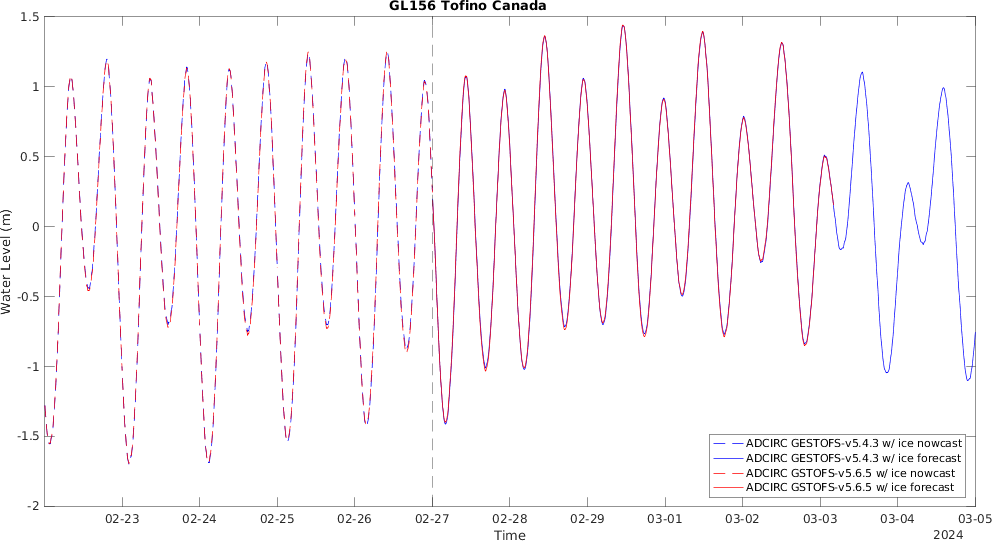 GL156 Tofino Canada
1.5
1
0.5
0
-0.5
-1
-1.5
-2
Water Level (m)
02-23 02-24 02-25 02-26 02-27 02-28 02-29 03-01 03-02 03-03 03-04 03-05
Time
2024
ADCIRC GESTOFS-v5.4.3 w/ ice nowcast
ADCIRC GESTOFS-v5.4.3 w/ ice forecast
ADCIRC GSTOFS-v5.6.5 w/ ice nowcast
ADCIRC GSTOFS-v5.6.5 w/ ice forecast